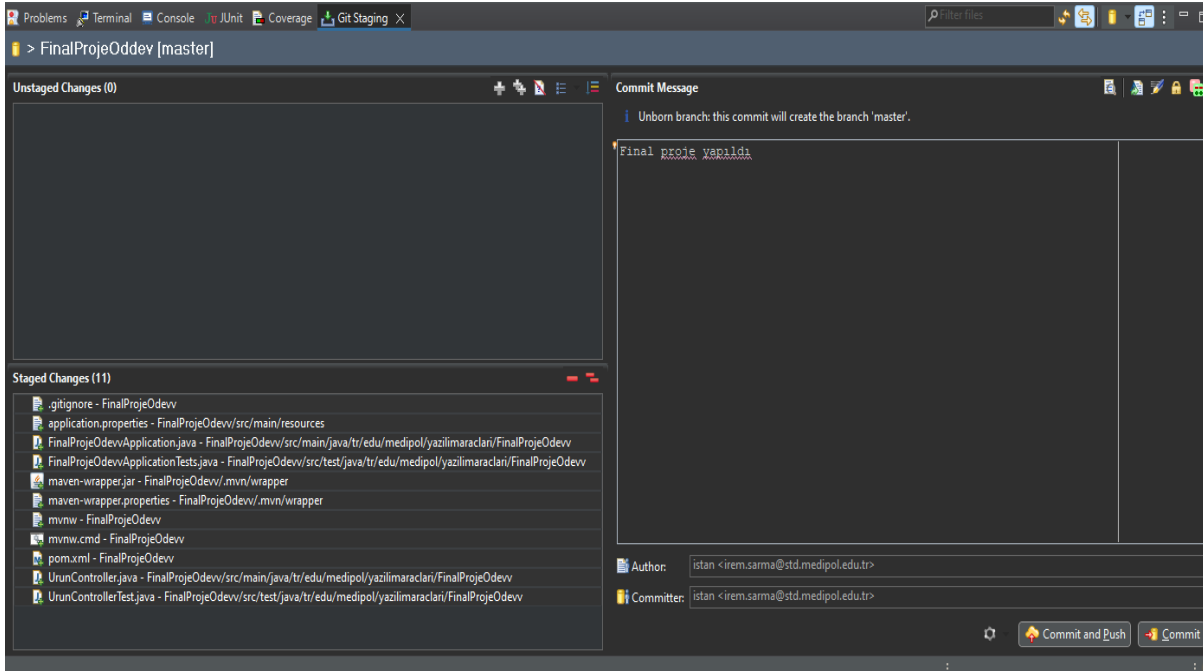 Problems Terminal Console JUnit Coverage Git Staging Filter files
> FinalProjeOddev [master]
Unstaged Changes (0)
Commit Message
Unborn branch: this commit will create the branch 'master'.
Final proje yapıldı
Staged Changes (11)
.gitignore - FinalProjeOdevv
application.properties - FinalProjeOdevv/src/main/resources
FinalProjeOdevvApplication.java - FinalProjeOdevv/src/main/java/tr/edu/medipol/yazilimaraclari/FinalProjeOdevv
FinalProjeOdevvApplicationTests.java - FinalProjeOdevv/src/test/java/tr/edu/medipol/yazilimaraclari/FinalProjeOdevv
maven-wrapper.jar - FinalProjeOdevv/.mvn/wrapper
maven-wrapper.properties - FinalProjeOdevv/.mvn/wrapper
mvnw - FinalProjeOdevv
mvnw.cmd - FinalProjeOdevv
pom.xml - FinalProjeOdevv
UrunController.java - FinalProjeOdevv/src/main/java/tr/edu/medipol/yazilimaraclari/FinalProjeOdevv
UrunControllerTest.java - FinalProjeOdevv/src/test/java/tr/edu/medipol/yazilimaraclari/FinalProjeOdevv
Author: istan <irem.sarma@std.medipol.edu.tr>
Committer: istan <irem.sarma@std.medipol.edu.tr>
Commit and Push Commit